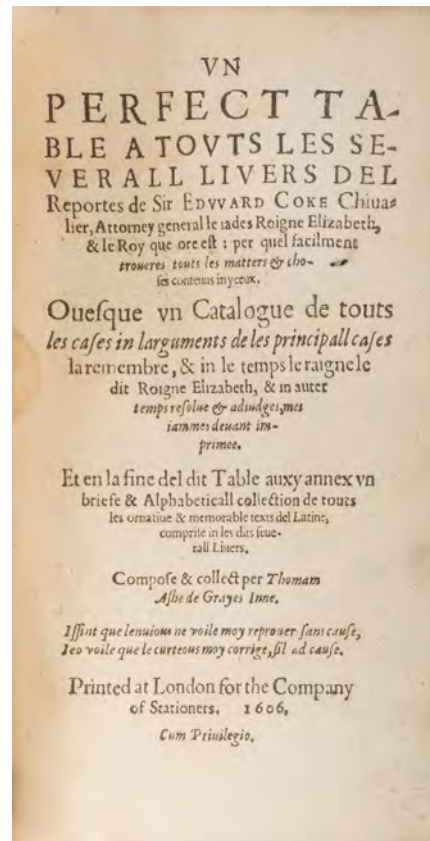 VN
PERFECT TA-
BLE A TOVTS LES SE-
VERALL LIVERS DEL
Reportes de Sir EDVVARD COKE Chiua-
lier, Attorney general le iades Roigne Elizabeth,
& le Roy que ore est : per quel facilment
troueres touts les matters & cho-
ses contenus in yceux.
Ouesque vn Catalogue de touts
les cases in larguments de les principall cases
la remembre, & in le temps le raigne le
dit Roigne Elizabeth, & in auter
temps resolue & adiudges, mes
iammes deuant im-
primee.
Et en la fine del dit Table auxy annex vn
briefe & Alphabeticall collection de touts
les ornatiue & memorable texts del Latine,
comprise in les dits seue-
rall Liuers.
Compose & collect per Thomam
Ashe de Grayes Inne.
Issint que lenuious ne voile moy reprouer sans cause,
Ieo voile que le curteous moy corrige, sil ad cause.
Printed at London for the Company
of Stationers. 1606.
Cum Priuilegio.